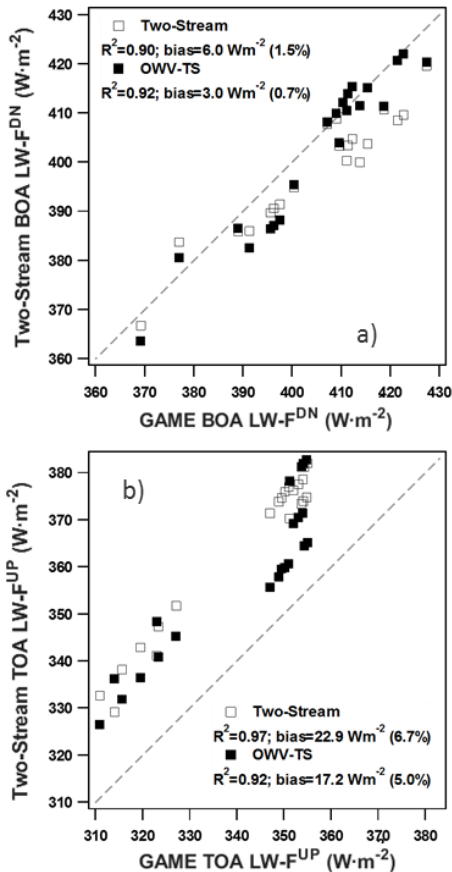 Two-Stream
R²=0.90; bias=6.0 Wm⁻² (1.5%)
OWV-TS
R²=0.92; bias=3.0 Wm⁻² (0.7%)
430
420
410
400
390
380
370
360
Two-Stream BOA LW-Fᴰᴺ (W·m⁻²)
a)
360 370 380 390 400 410 420 430
GAME BOA LW-Fᴰᴺ (W·m⁻²)
b)
380
370
360
350
340
330
320
310
Two-Stream TOA LW-Fᵁᴾ (W·m⁻²)
Two-Stream
R²=0.97; bias=22.9 Wm⁻² (6.7%)
OWV-TS
R²=0.92; bias=17.2 Wm⁻² (5.0%)
310 320 330 340 350 360 370 380
GAME TOA LW-Fᵁᴾ (W·m⁻²)